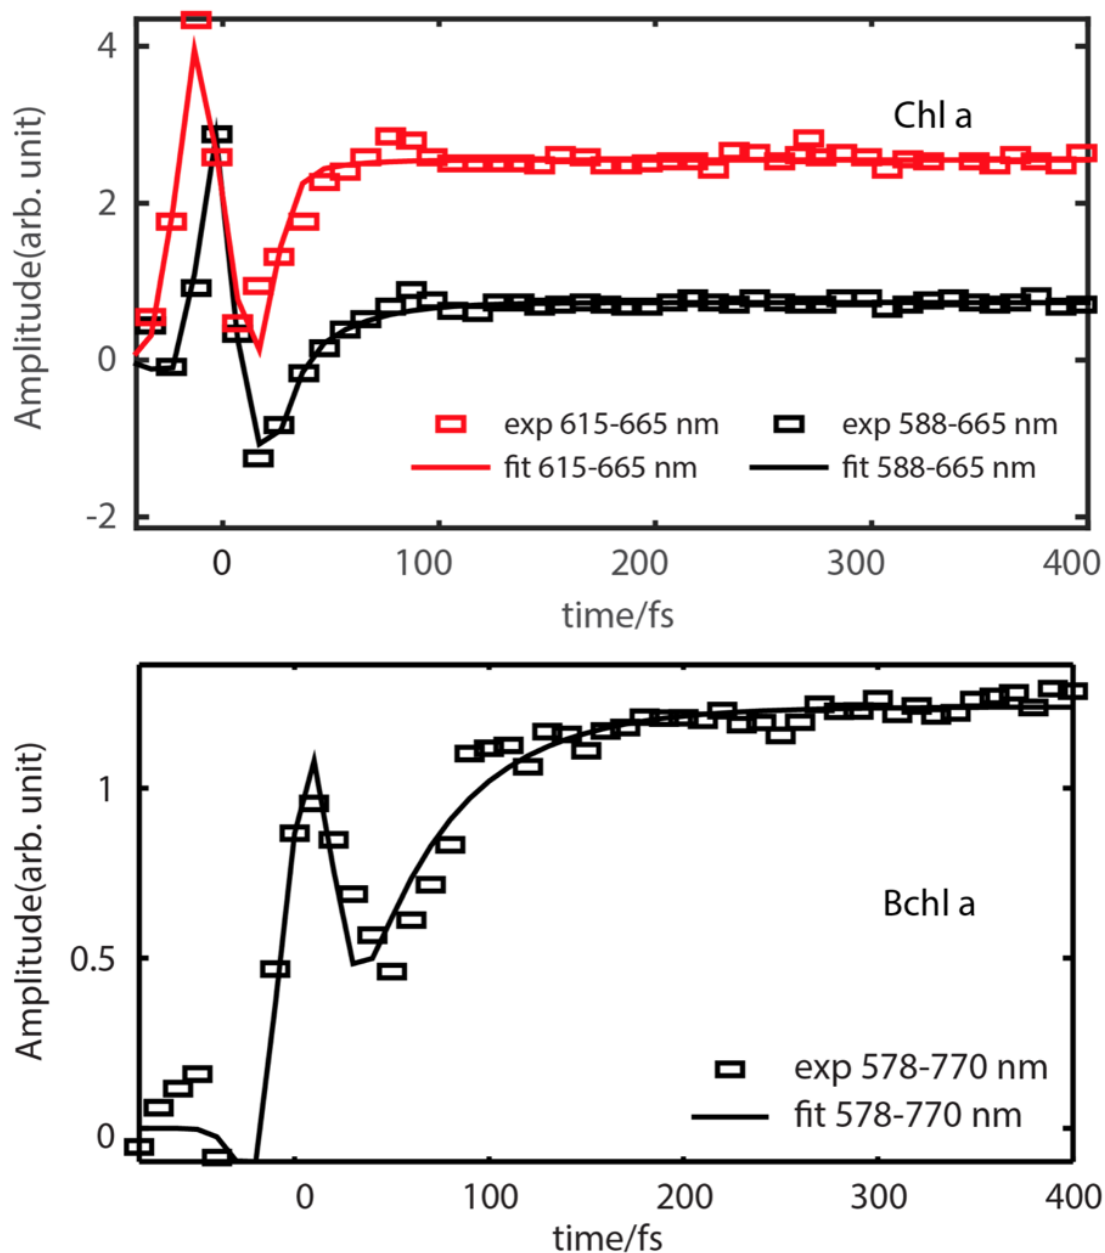 Amplitude(arb. unit)
4
2
0
-2
Chl a
exp 615-665 nm
exp 588-665 nm
fit 615-665 nm
fit 588-665 nm
0 100 200 300 400
time/fs
Amplitude(arb. unit)
1
0.5
0
Bchl a
exp 578-770 nm
fit 578-770 nm
0 100 200 300 400
time/fs